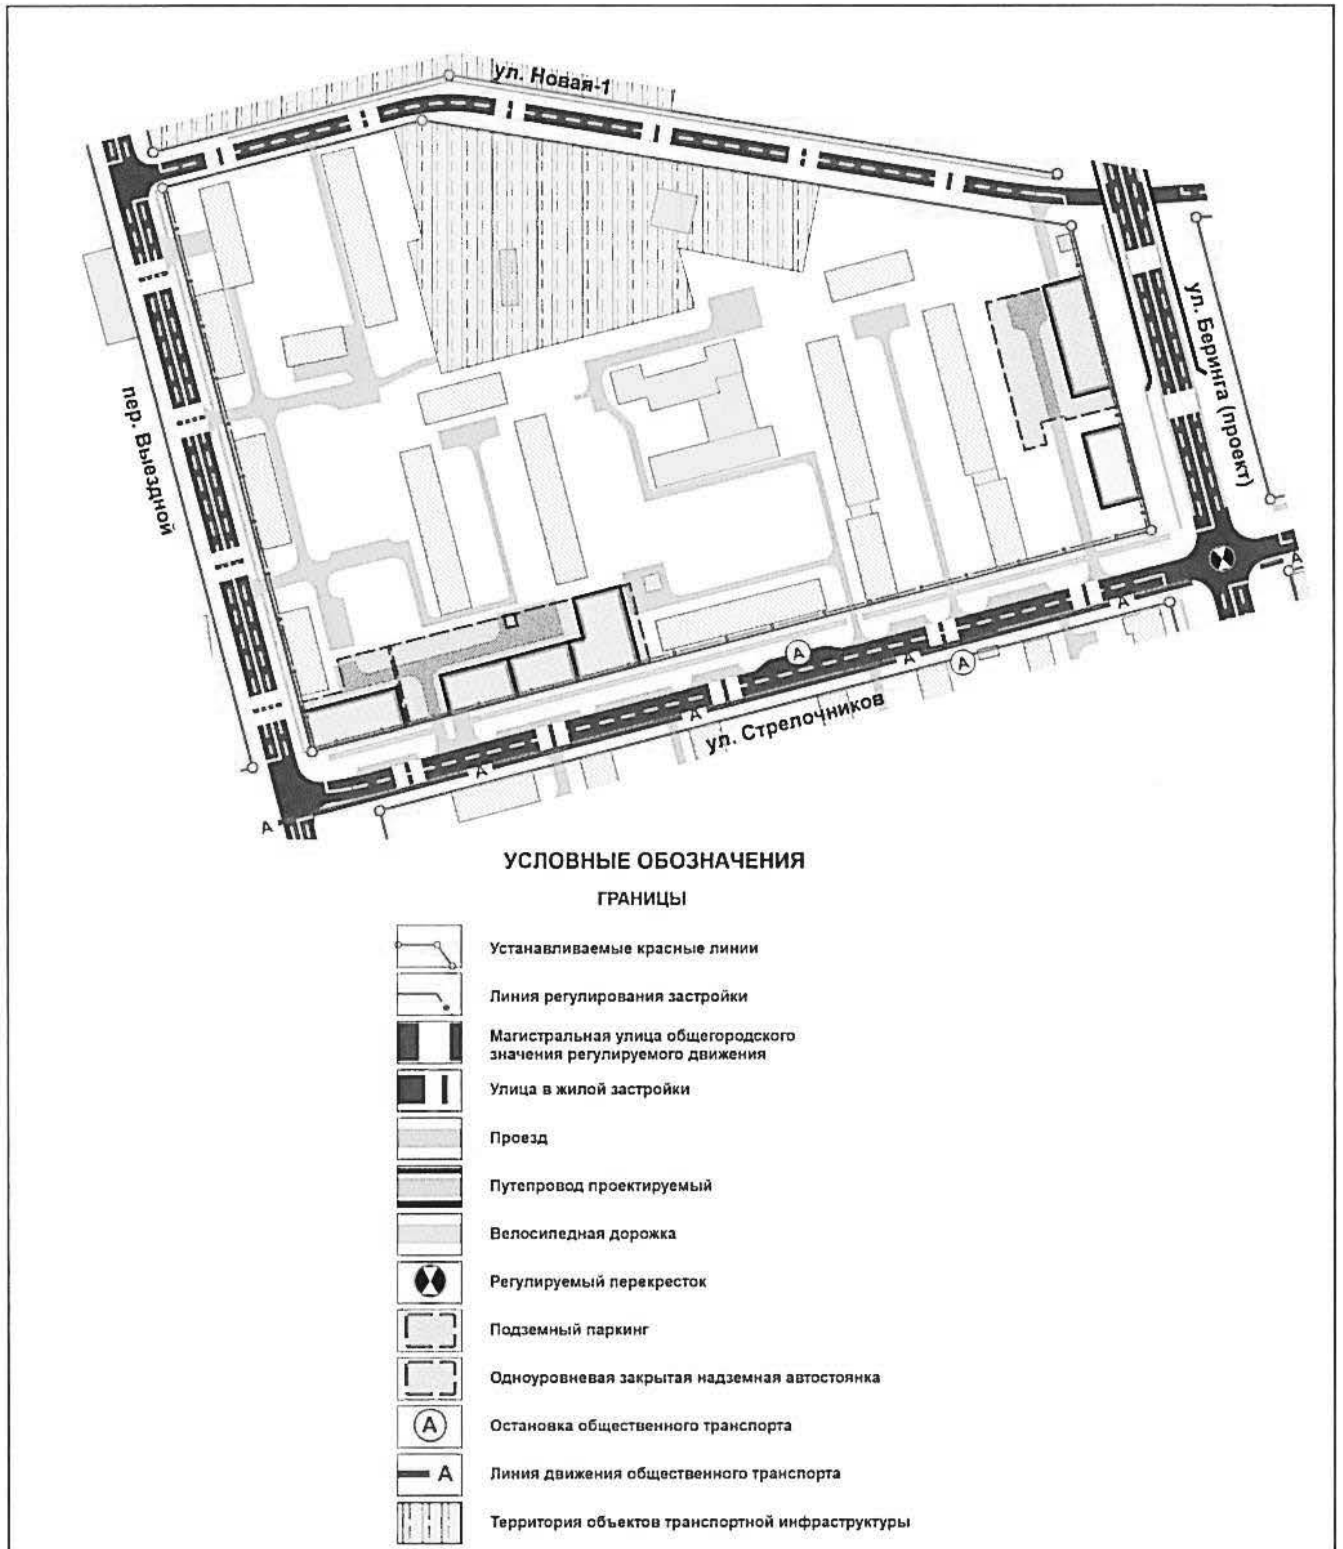 ул. Новая-1
ул. Беринга (проект)
пер. Выездной
А
А
А
А
А
А
А
А
ул. Стрелочников
А
УСЛОВНЫЕ ОБОЗНАЧЕНИЯ
ГРАНИЦЫ
Устанавливаемые красные линии
Линия регулирования застройки
Магистральная улица общегородского
значения регулируемого движения
Улица в жилой застройки
Проезд
Путепровод проектируемый
Велосипедная дорожка
Регулируемый перекресток
Подземный паркинг
Одноуровневая закрытая надземная автостоянка
А
Остановка общественного транспорта
А
Линия движения общественного транспорта
Территория объектов транспортной инфраструктуры